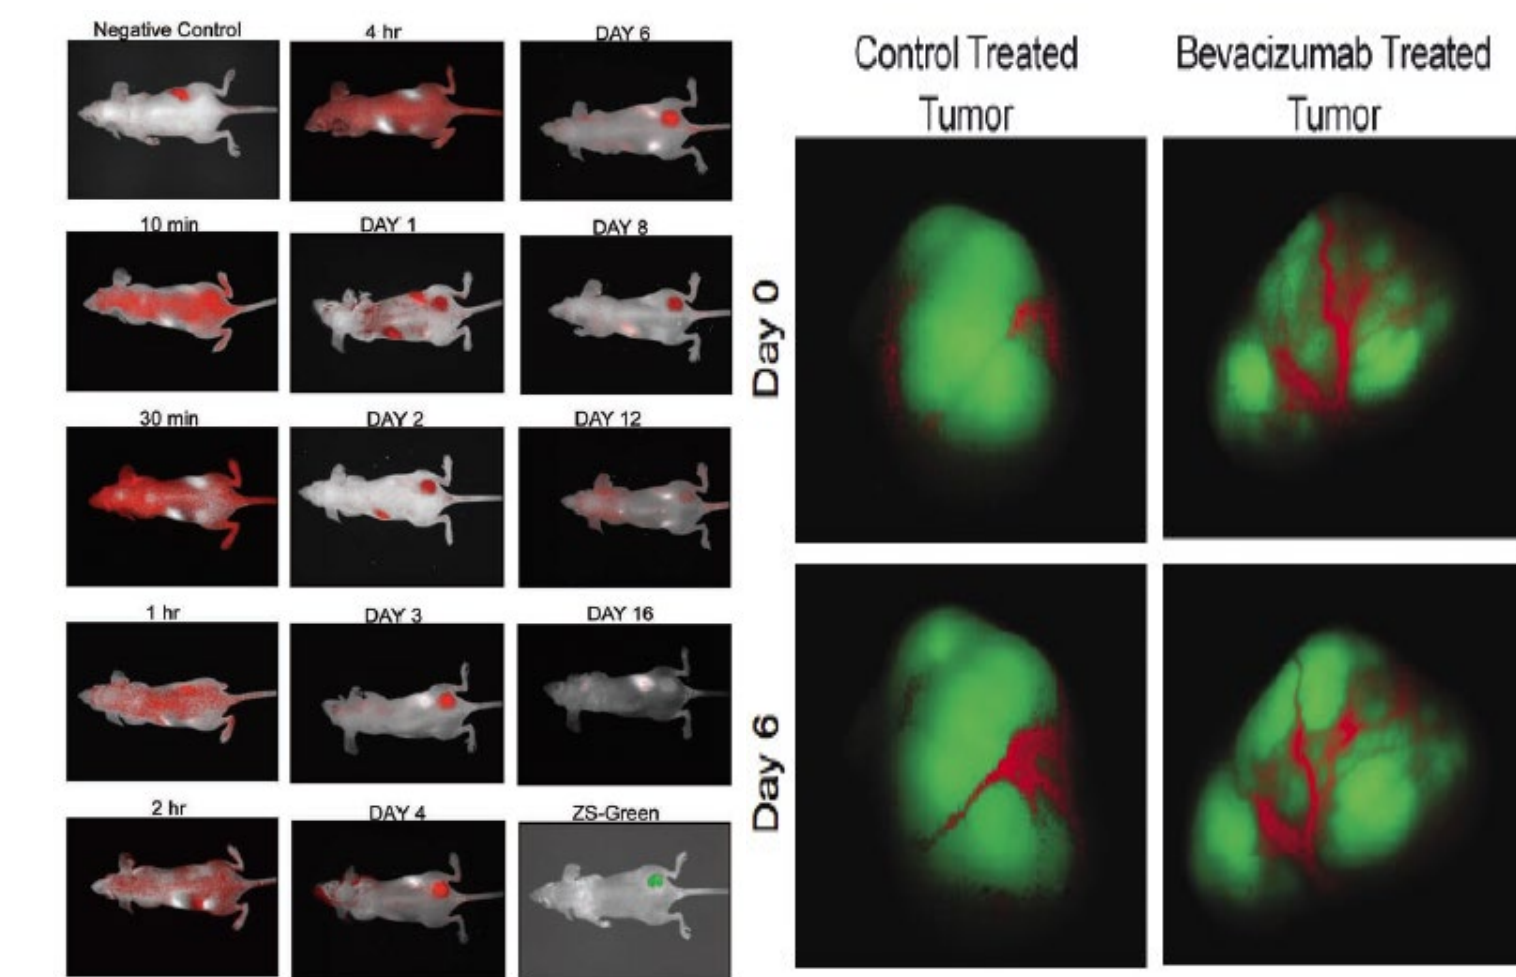 Negative Control
4 hr
DAY 6
10 min
DAY 1
DAY 8
30 min
DAY 2
DAY 12
1 hr
DAY 3
DAY 16
2 hr
DAY 4
ZS-Green
Control Treated
Tumor
Bevacizumab Treated
Tumor
Day 0
Day 6